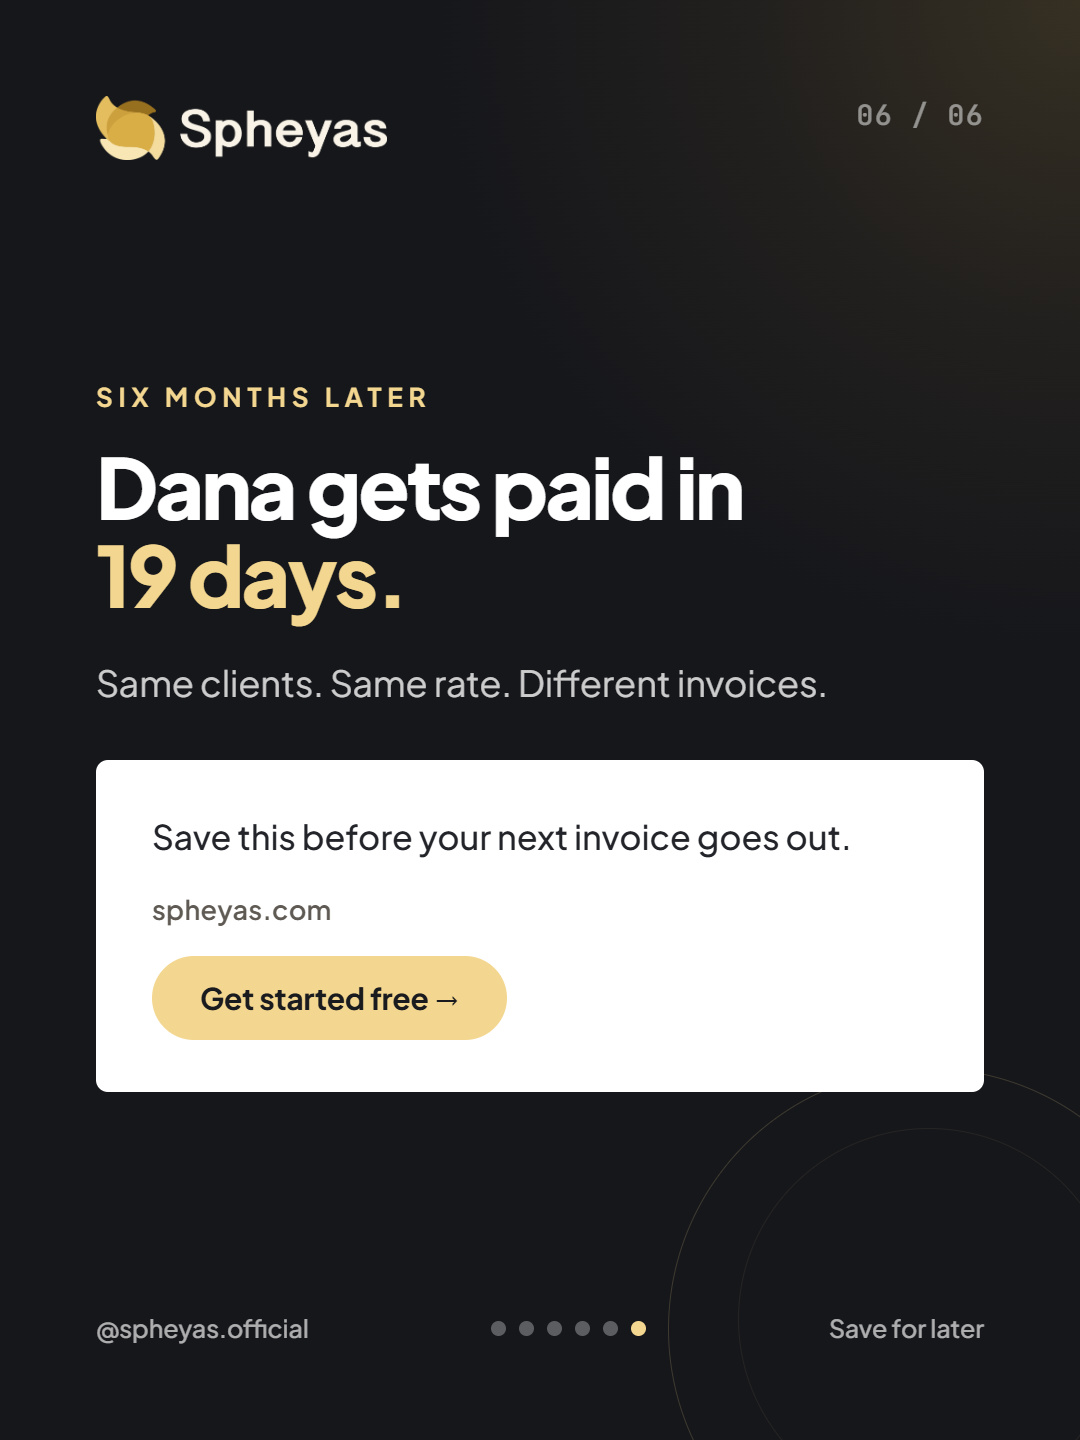 Spheyas
06 / 06
SIX MONTHS LATER
Dana gets paid in
19 days.
Same clients. Same rate. Different invoices.
Save this before your next invoice goes out.
spheyas.com
Get started free →
@spheyas.official
Save for later